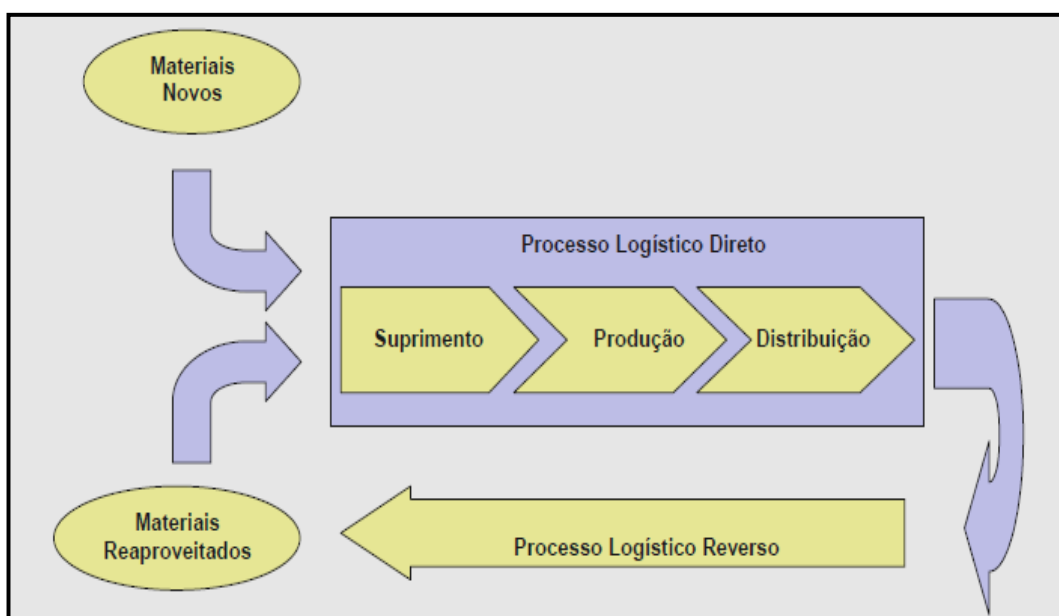 Materiais
Novos
Processo Logístico Direto
Suprimento
Produção
Distribuição
Materiais
Reaproveitados
Processo Logístico Reverso